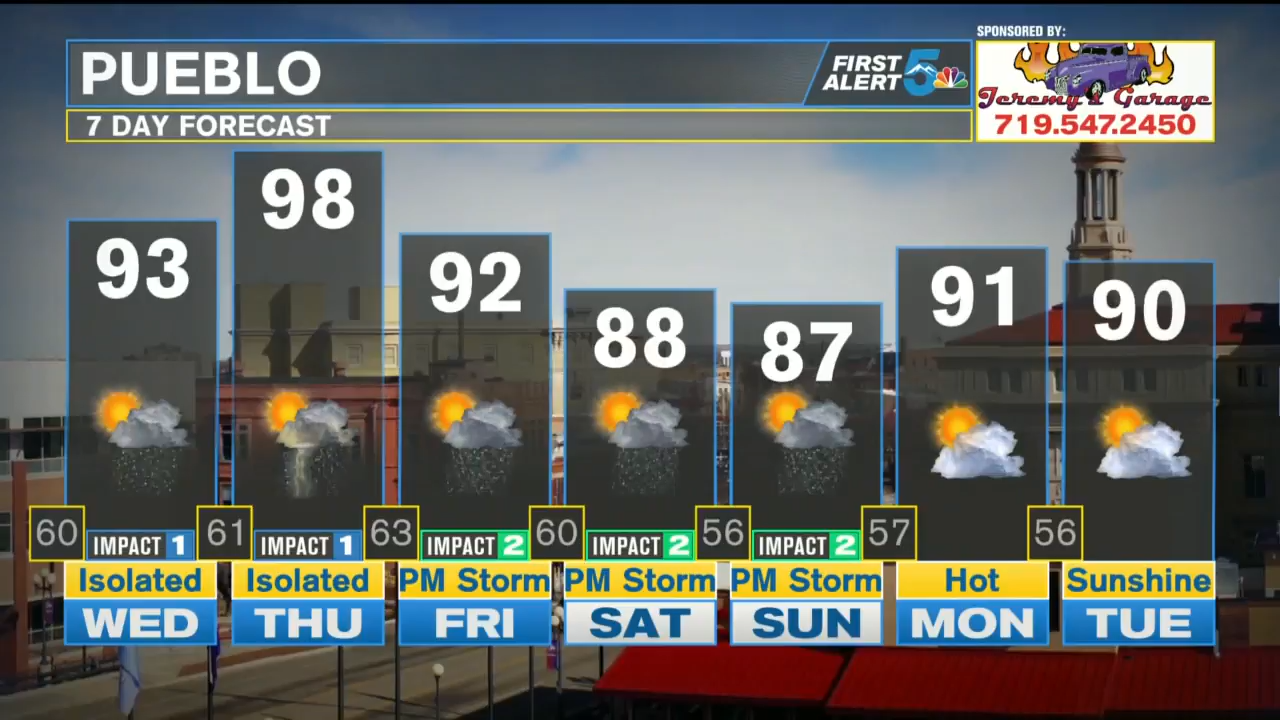 SPONSORED BY:
PUEBLO
FIRST
ALERT 5
Jeremy's Garage
719.547.2450
7 DAY FORECAST
93
98
92
88
87
91
90
60
61
63
60
56
57
56
IMPACT 1
IMPACT 1
IMPACT 2
IMPACT 2
IMPACT 2
Isolated
Isolated
PM Storm
PM Storm
PM Storm
Hot
Sunshine
WED
THU
FRI
SAT
SUN
MON
TUE